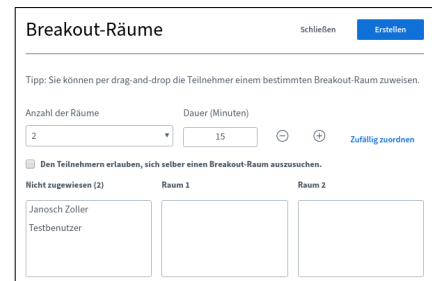 Breakout-Räume Schließen Erstellen
Tipp: Sie können per drag-and-drop die Teilnehmer einem bestimmten Breakout-Raum zuweisen.
Anzahl der Räume Dauer (Minuten)
2 15 Zufällig zuordnen
Den Teilnehmern erlauben, sich selber einen Breakout-Raum auszusuchen.
Nicht zugewiesen (2) Raum 1 Raum 2
Janosch Zoller
Testbenutzer